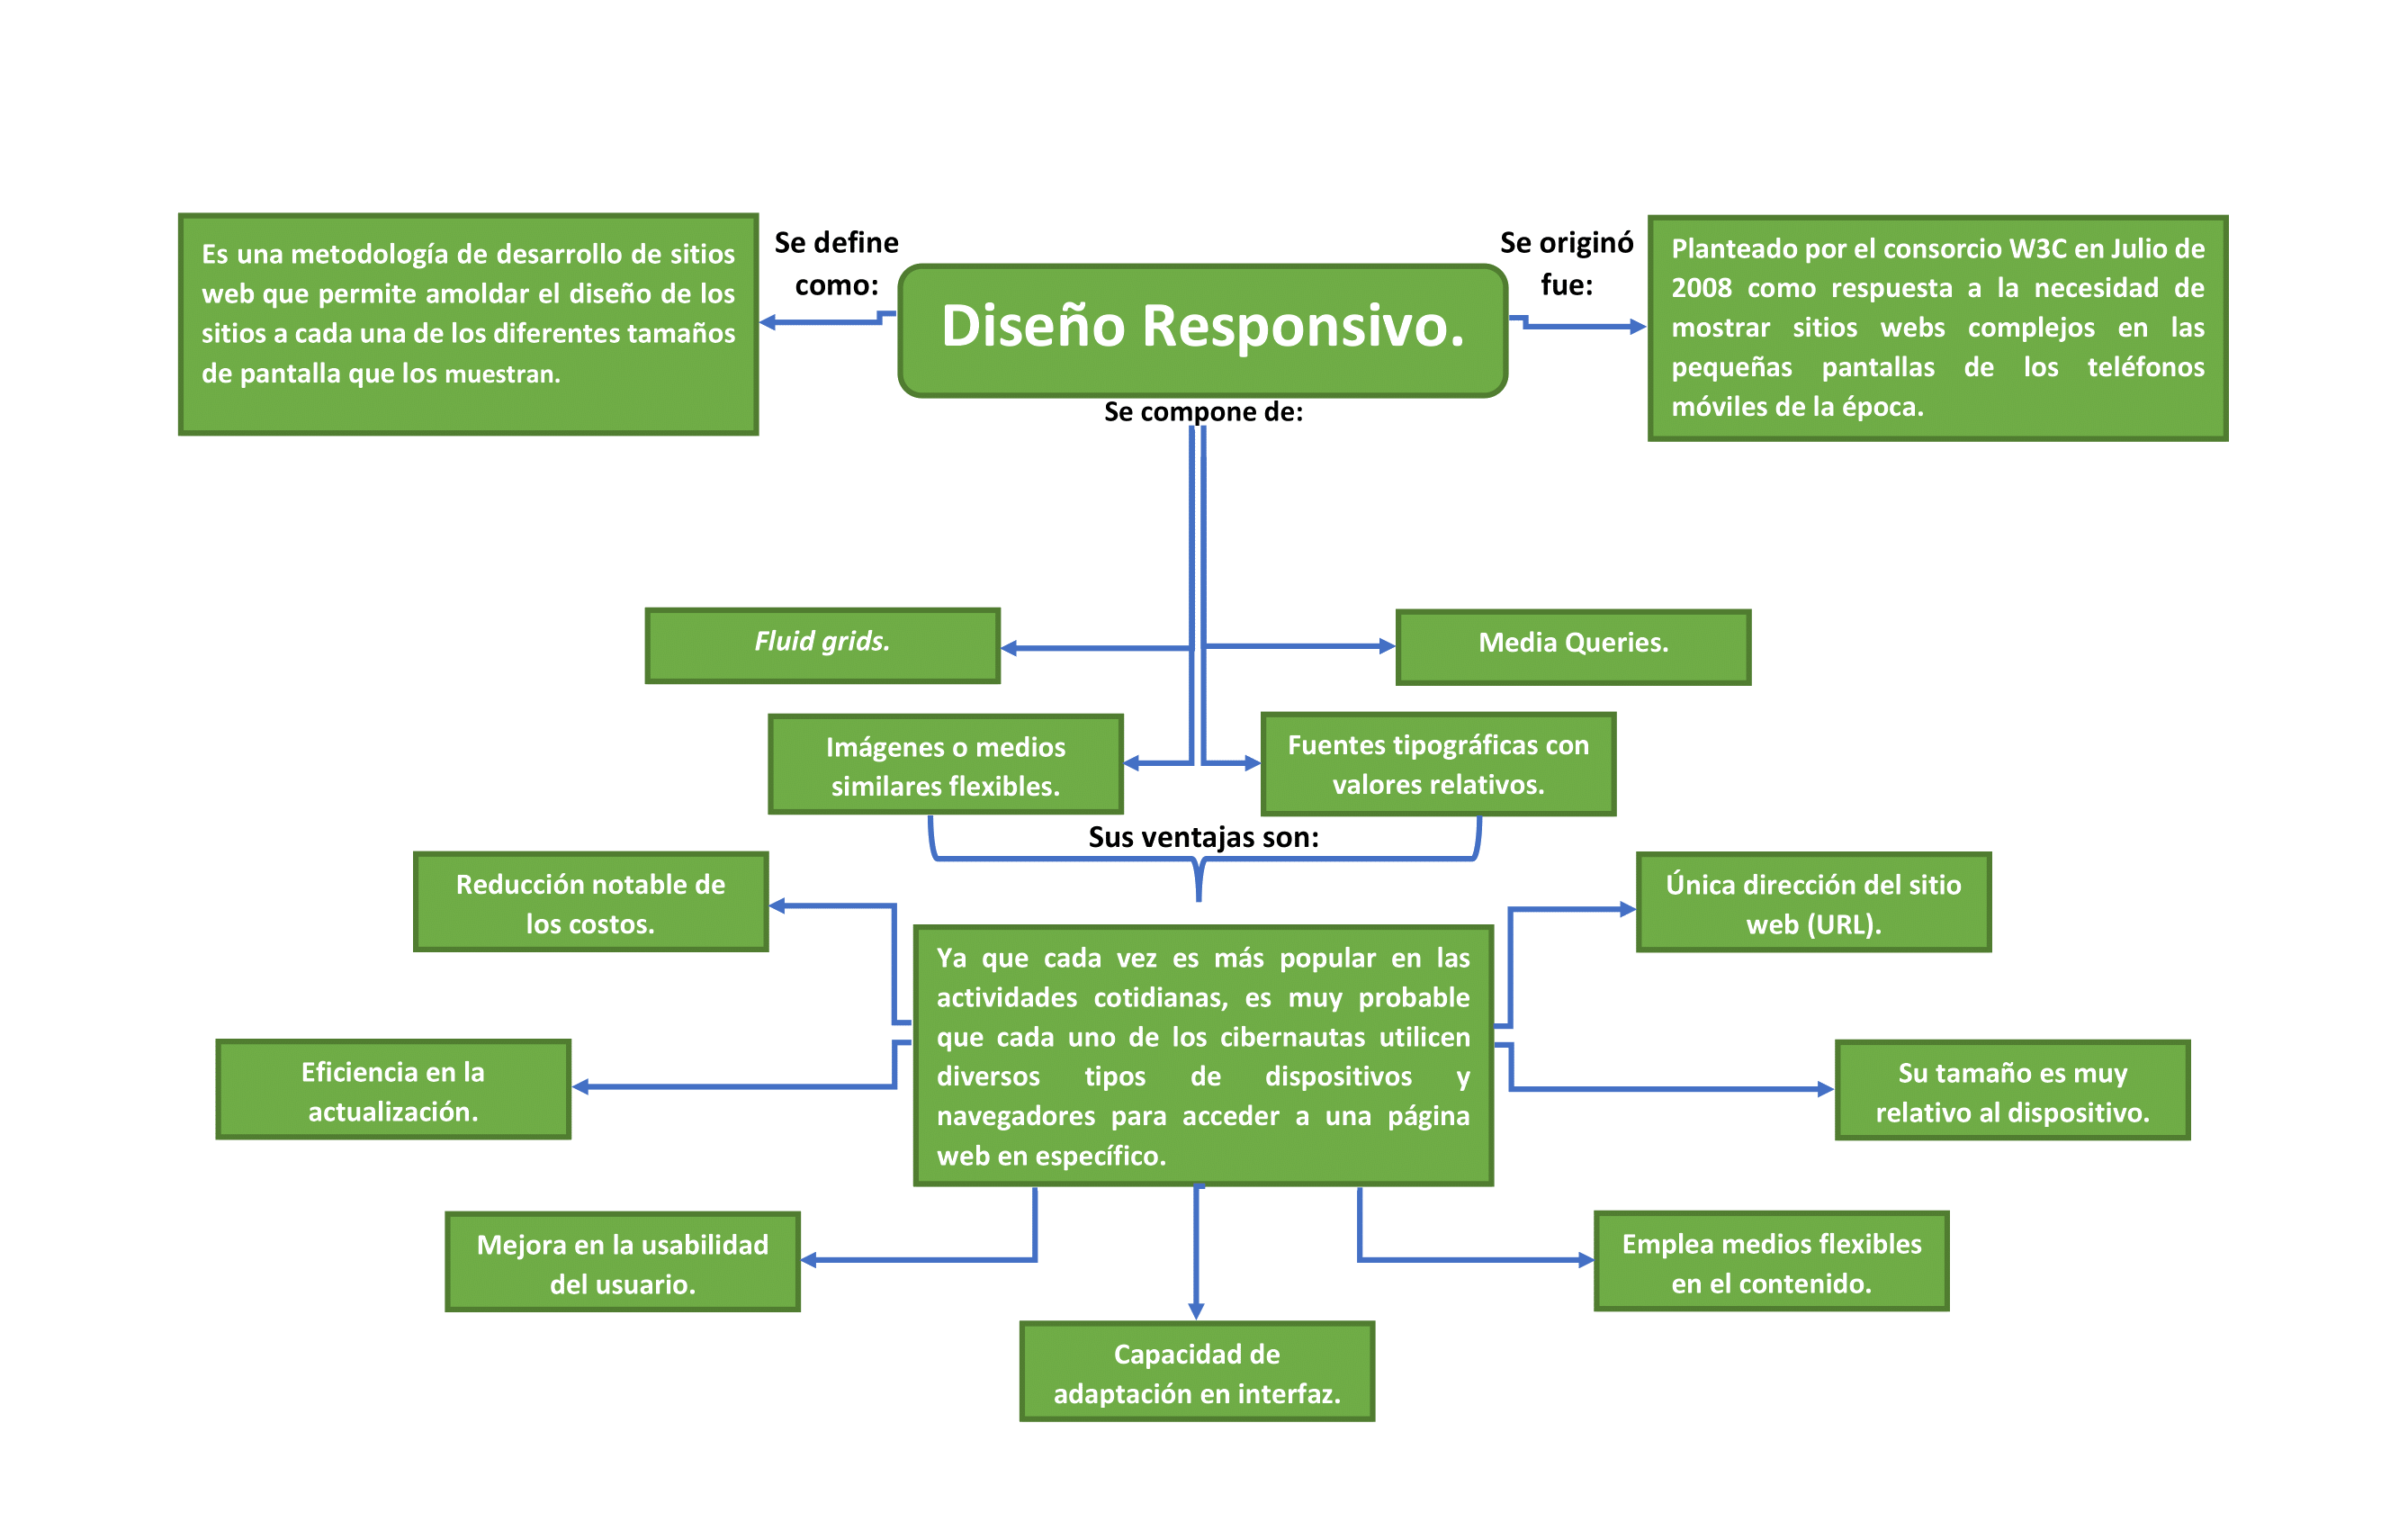 Se define
como:
Es una metodología de desarrollo de sitios
web que permite amoldar el diseño de los
sitios a cada una de los diferentes tamaños
de pantalla que los muestran.
Diseño Responsivo.
Se originó
fue:
Planteado por el consorcio W3C en Julio de
2008 como respuesta a la necesidad de
mostrar sitios webs complejos en las
pequeñas pantallas de los teléfonos
móviles de la época.
Se compone de:
Fluid grids.
Media Queries.
Imágenes o medios
similares flexibles.
Fuentes tipográficas con
valores relativos.
Sus ventajas son:
Reducción notable de
los costos.
Única dirección del sitio
web (URL).
Ya que cada vez es más popular en las
actividades cotidianas, es muy probable
que cada uno de los cibernautas utilicen
diversos tipos de dispositivos y
navegadores para acceder a una página
web en específico.
Eficiencia en la
actualización.
Su tamaño es muy
relativo al dispositivo.
Mejora en la usabilidad
del usuario.
Emplea medios flexibles
en el contenido.
Capacidad de
adaptación en interfaz.